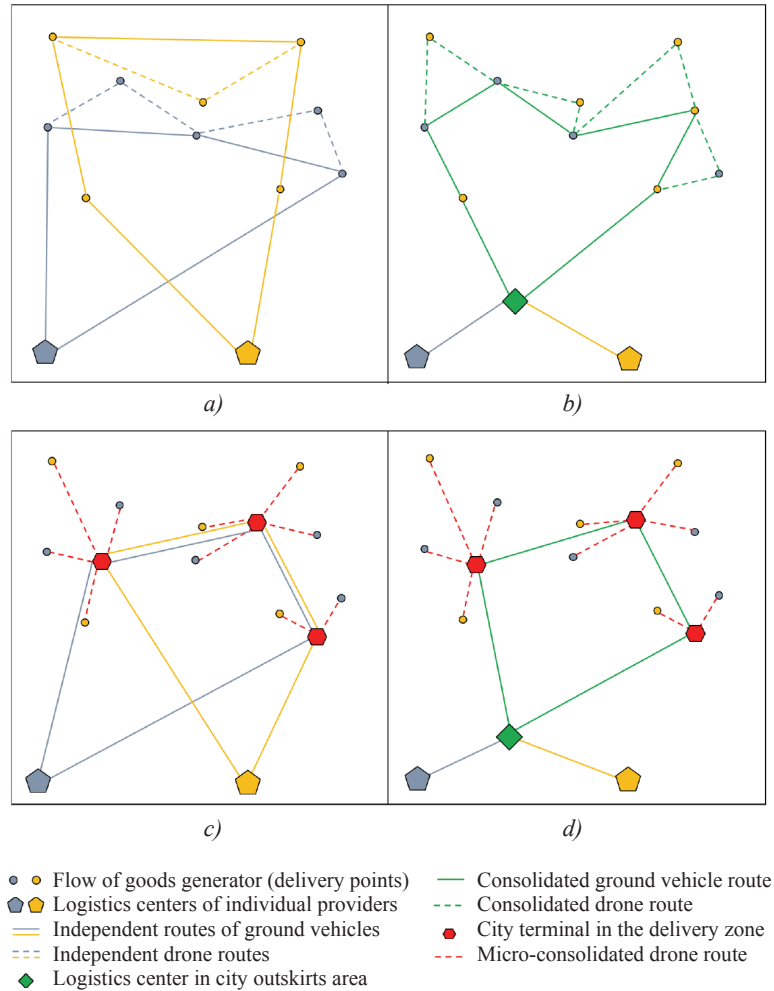 a)
b)
c)
d)
Flow of goods generator (delivery points)
Logistics centers of individual providers
Independent routes of ground vehicles
Independent drone routes
Logistics center in city outskirts area
Consolidated ground vehicle route
Consolidated drone route
City terminal in the delivery zone
Micro-consolidated drone route